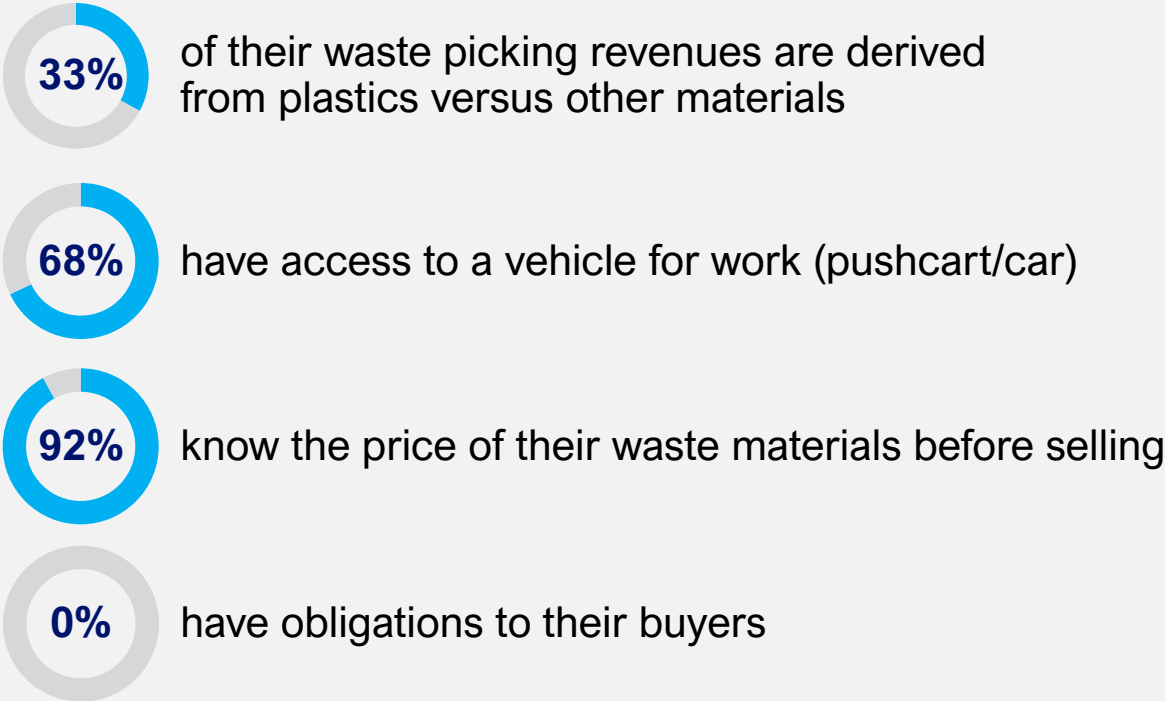 33%
of their waste picking revenues are derived
from plastics versus other materials
68%
have access to a vehicle for work (pushcart/car)
92%
know the price of their waste materials before selling
0%
have obligations to their buyers